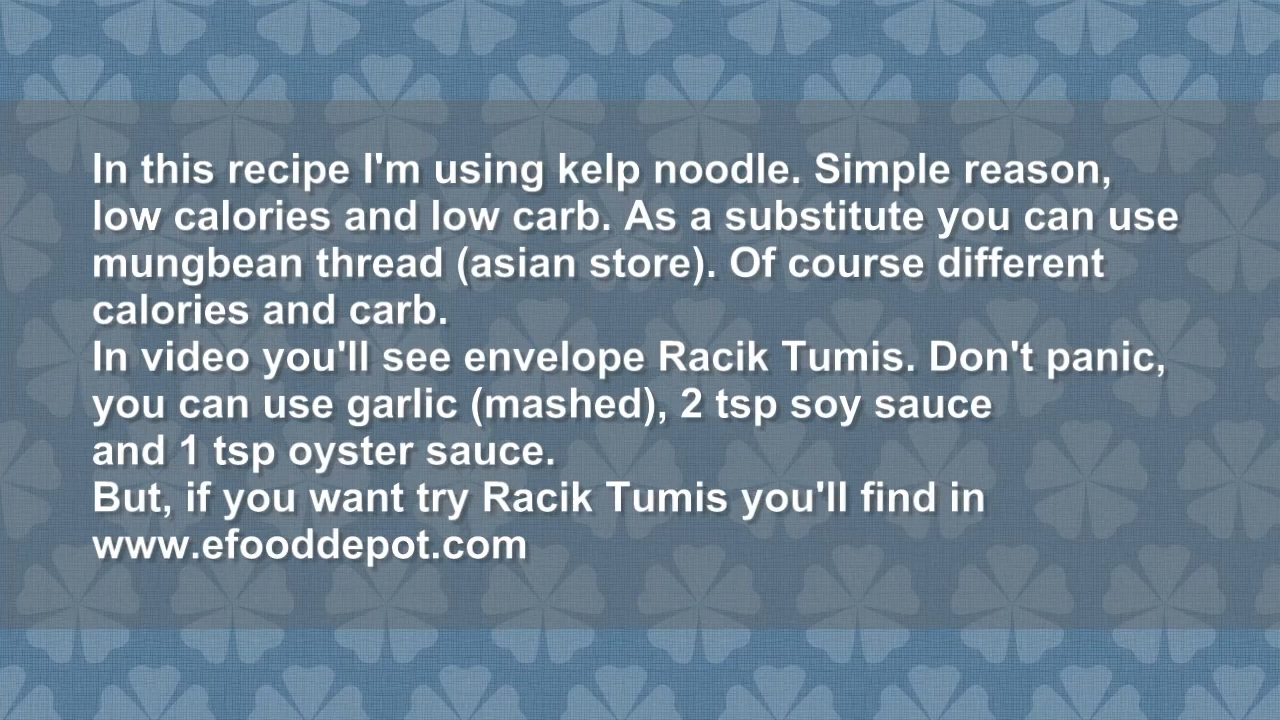 In this recipe I'm using kelp noodle. Simple reason,
low calories and low carb. As a substitute you can use
mungbean thread (asian store). Of course different
calories and carb.
In video you'll see envelope Racik Tumis. Don't panic,
you can use garlic (mashed), 2 tsp soy sauce
and 1 tsp oyster sauce.
But, if you want try Racik Tumis you'll find in
www.efooddepot.com